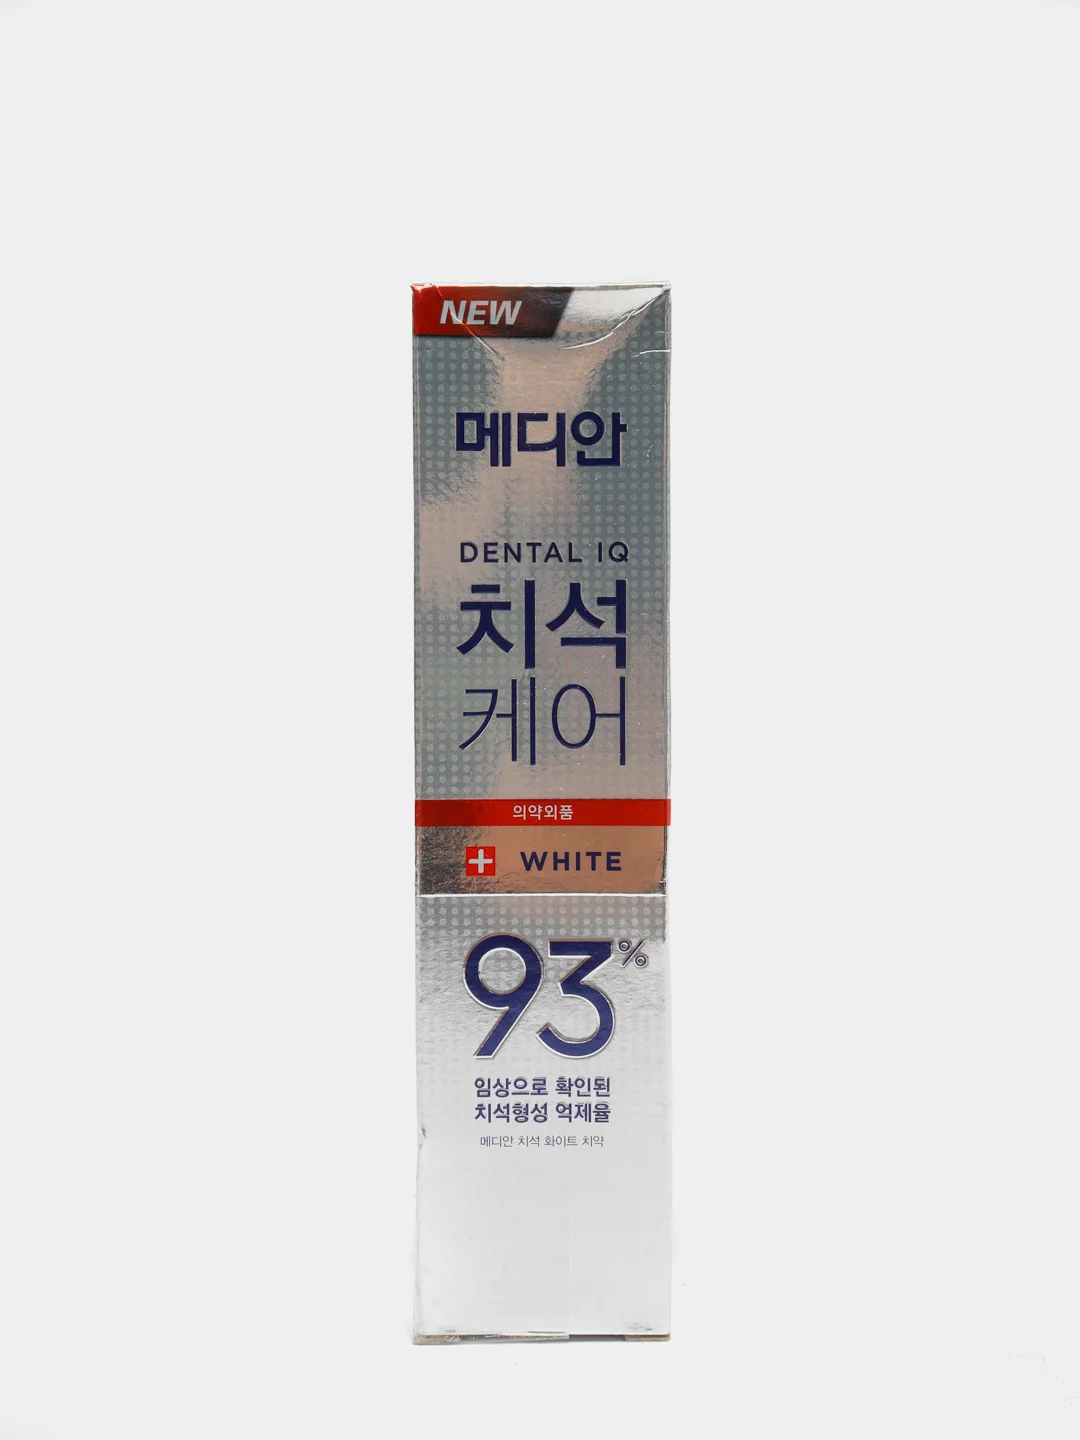 NEW
메디안
DENTAL IQ
치석
케어
의약외품
WHITE
93%
임상으로 확인된
치석형성 억제율
메디안 치석 화이트 치약